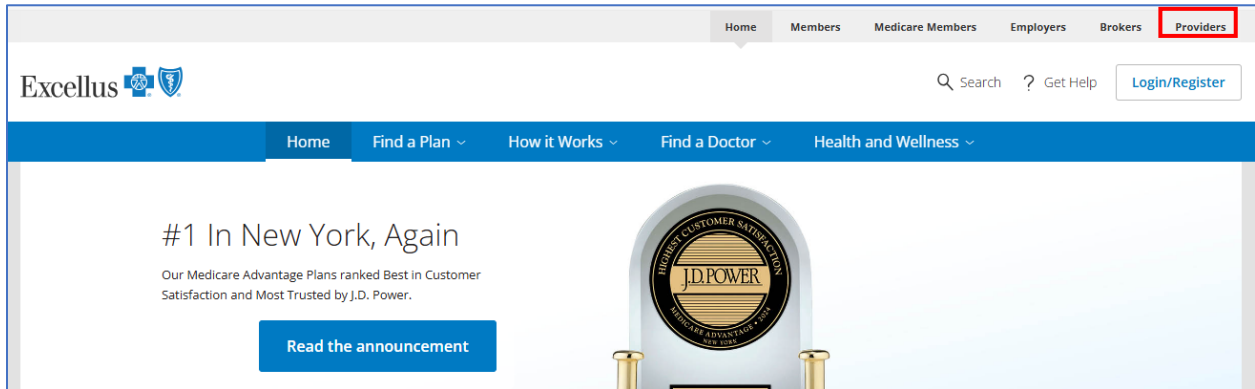 Home Members Medicare Members Employers Brokers Providers
Excellus
Search ? Get Help Login/Register
Home Find a Plan How it Works Find a Doctor Health and Wellness
#1 In New York, Again
Our Medicare Advantage Plans ranked Best in Customer
Satisfaction and Most Trusted by J.D. Power.
Read the announcement
HIGHEST CUSTOMER SATISFACTION
J.D. POWER
MEDICARE ADVANTAGE • 2024
NEW YORK